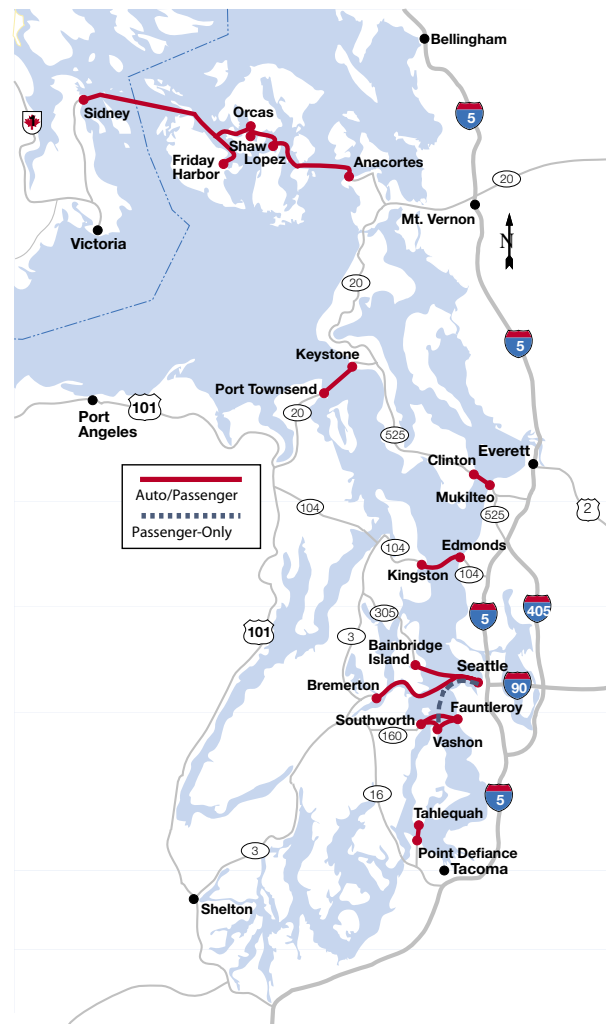 Bellingham
5
Sidney
Orcas
Shaw
Lopez
Friday
Harbor
Anacortes
20
Mt. Vernon
N
Victoria
20
5
Keystone
Port Townsend
20
101
Port
Angeles
525
Clinton
Everett
Mukilteo
525
2
Auto/Passenger
Passenger-Only
104
104
Edmonds
Kingston
104
305
5
405
101
3
Bainbridge
Island
Seattle
90
Bremerton
Fauntleroy
Southworth
160
Vashon
16
5
Tahlequah
Point Defiance
Tacoma
3
Shelton